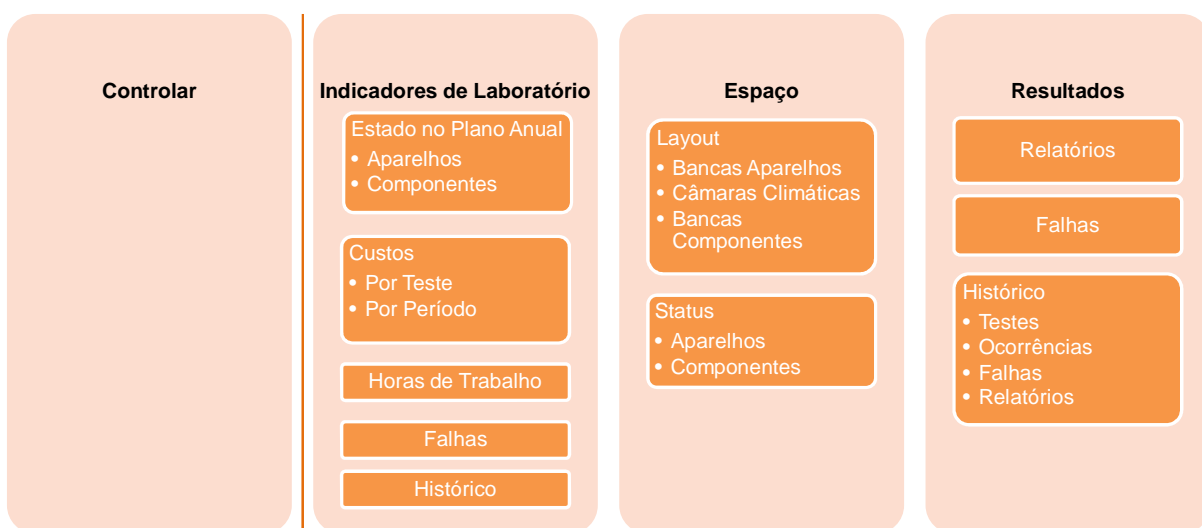 Controlar
Indicadores de Laboratório
Estado no Plano Anual
• Aparelhos
• Componentes
Custos
• Por Teste
• Por Período
Horas de Trabalho
Falhas
Histórico
Espaço
Layout
• Bancas Aparelhos
• Câmaras Climáticas
• Bancas
Componentes
Status
• Aparelhos
• Componentes
Resultados
Relatórios
Falhas
Histórico
• Testes
• Ocorrências
• Falhas
• Relatórios